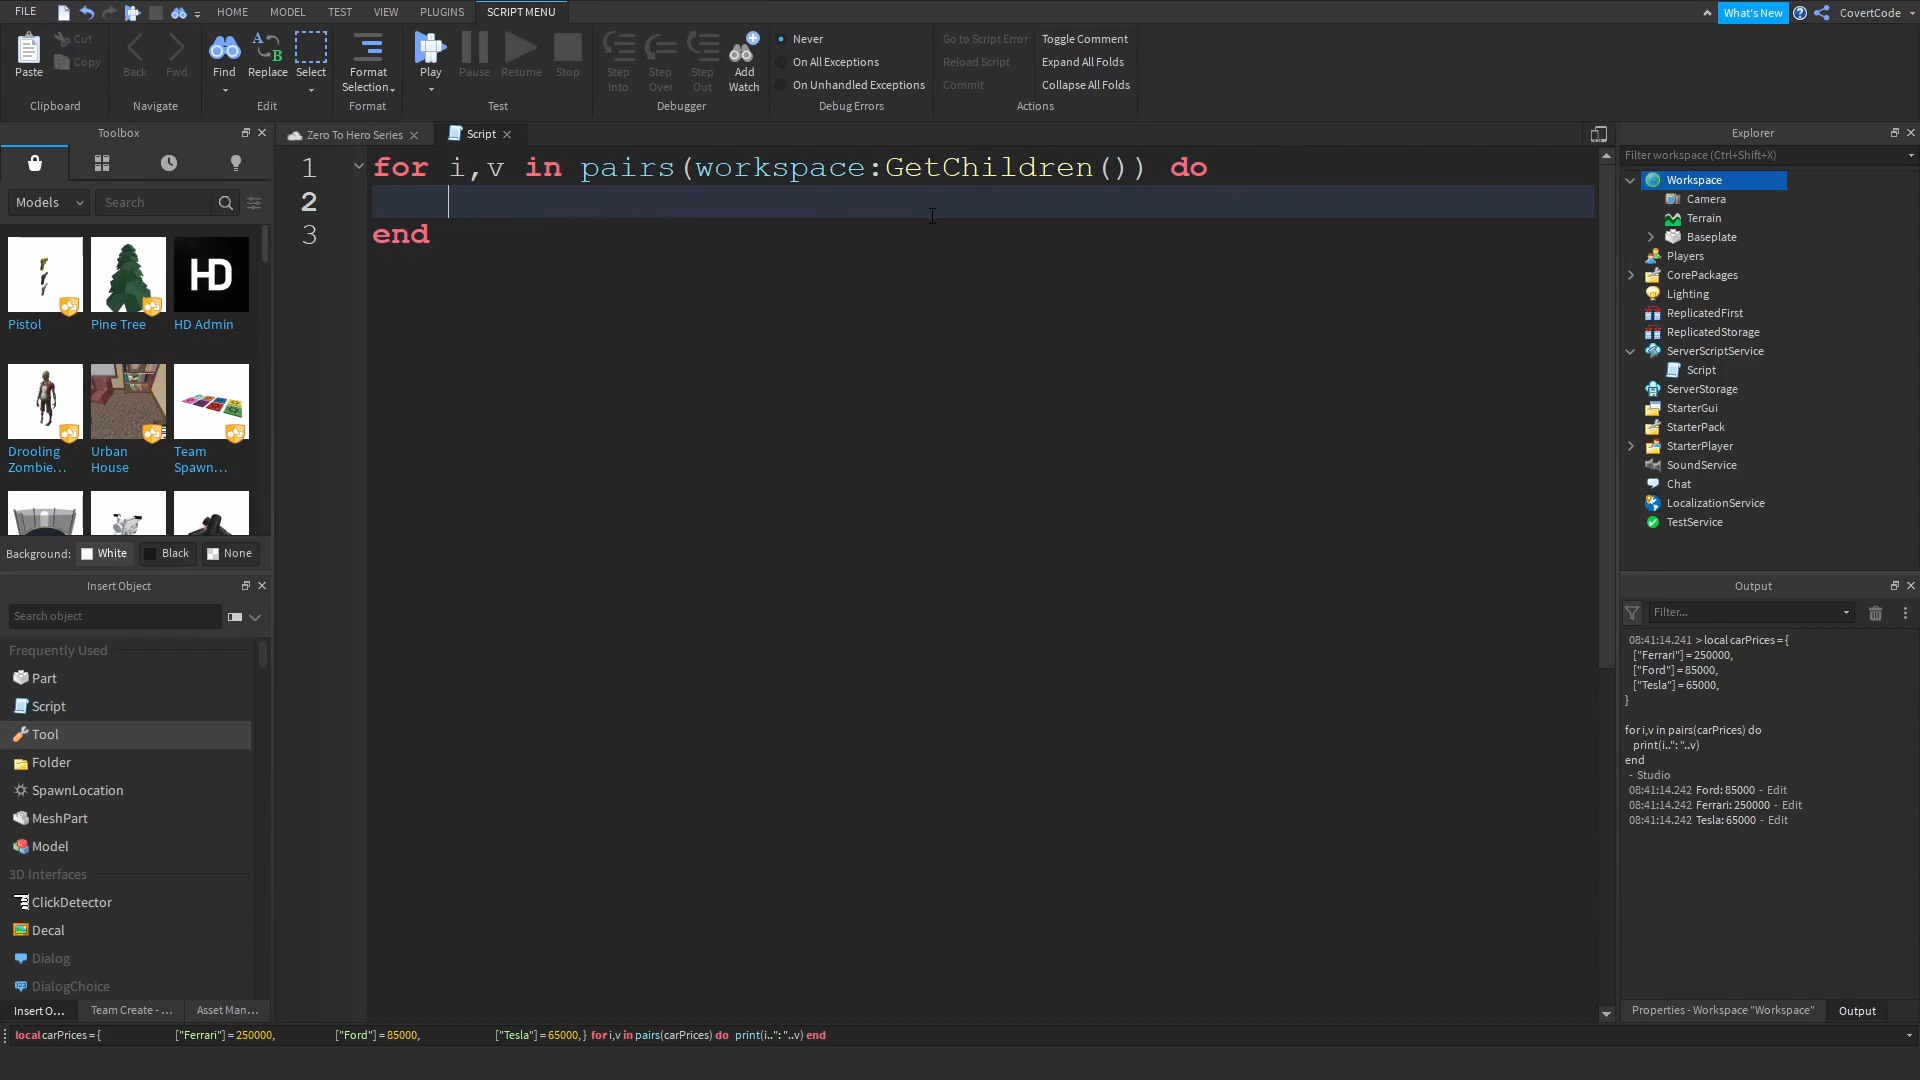 FILE HOME MODEL TEST VIEW PLUGINS SCRIPT MENU What's New CovertCode
Paste Cut Copy
Clipboard
Back Fwd
Navigate
Find Replace Select
Edit
Format Selection
Format
Play Pause Resume Stop
Test
Step Into Step Over Step Out Add Watch
Debugger
Never
On All Exceptions
On Unhandled Exceptions
Debug Errors
Go to Script Error Toggle Comment
Reload Script Expand All Folds
Commit Collapse All Folds
Actions
Toolbox
Models Search
Pistol Pine Tree HD Admin
HD
Drooling Zombie... Urban House Team Spawn...
Background: White Black None
Insert Object
Search object
Frequently Used
Part
Script
Tool
Folder
SpawnLocation
MeshPart
Model
3D Interfaces
ClickDetector
Decal
Dialog
DialogChoice
Insert O... Team Create - ... Asset Man...
Zero To Hero Series Script
1 for i,v in pairs(workspace:GetChildren()) do
2
3 end
Explorer
Filter workspace (Ctrl+Shift+X)
Workspace
Camera
Terrain
Baseplate
Players
CorePackages
Lighting
ReplicatedFirst
ReplicatedStorage
ServerScriptService
Script
ServerStorage
StarterGui
StarterPack
StarterPlayer
SoundService
Chat
LocalizationService
TestService
Output
Filter...
08:41:14.241 > local carPrices = {
["Ferrari"] = 250000,
["Ford"] = 85000,
["Tesla"] = 65000,
}
for i,v in pairs(carPrices) do
print(i..": "..v)
end
- Studio
08:41:14.242 Ford: 85000 - Edit
08:41:14.242 Ferrari: 250000 - Edit
08:41:14.242 Tesla: 65000 - Edit
Properties - Workspace "Workspace" Output
local carPrices = { ["Ferrari"] = 250000, ["Ford"] = 85000, ["Tesla"] = 65000, } for i,v in pairs(carPrices) do print(i..": "..v) end